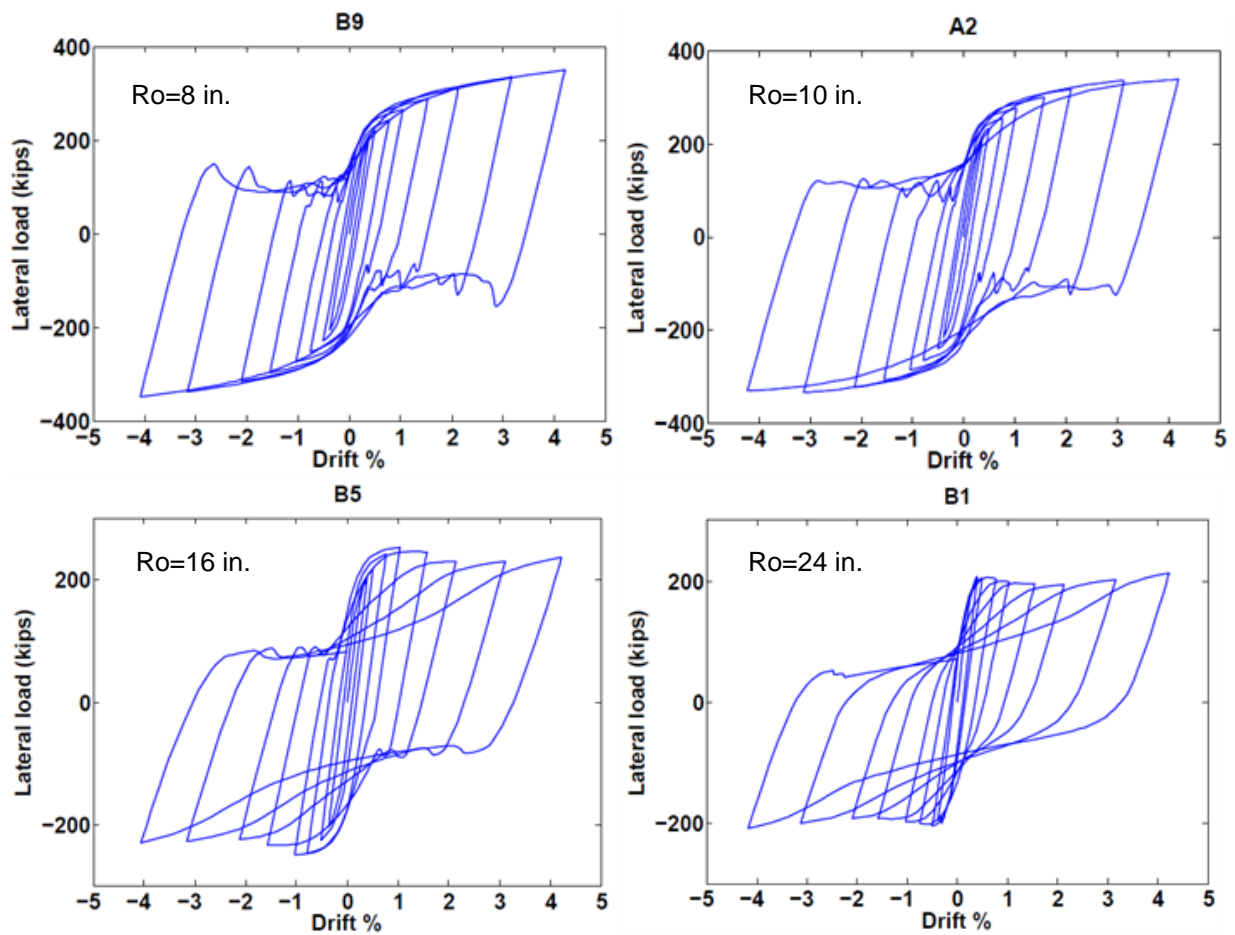 B9
400
200
0
−200
−400
Lateral load (kips)
Ro=8 in.
−5 −4 −3 −2 −1 0 1 2 3 4 5
Drift %
A2
400
200
0
−200
−400
Lateral load (kips)
Ro=10 in.
−5 −4 −3 −2 −1 0 1 2 3 4 5
Drift %
B5
200
0
−200
Lateral load (kips)
Ro=16 in.
−5 −4 −3 −2 −1 0 1 2 3 4 5
Drift %
B1
200
0
−200
Lateral load (kips)
Ro=24 in.
−5 −4 −3 −2 −1 0 1 2 3 4 5
Drift %